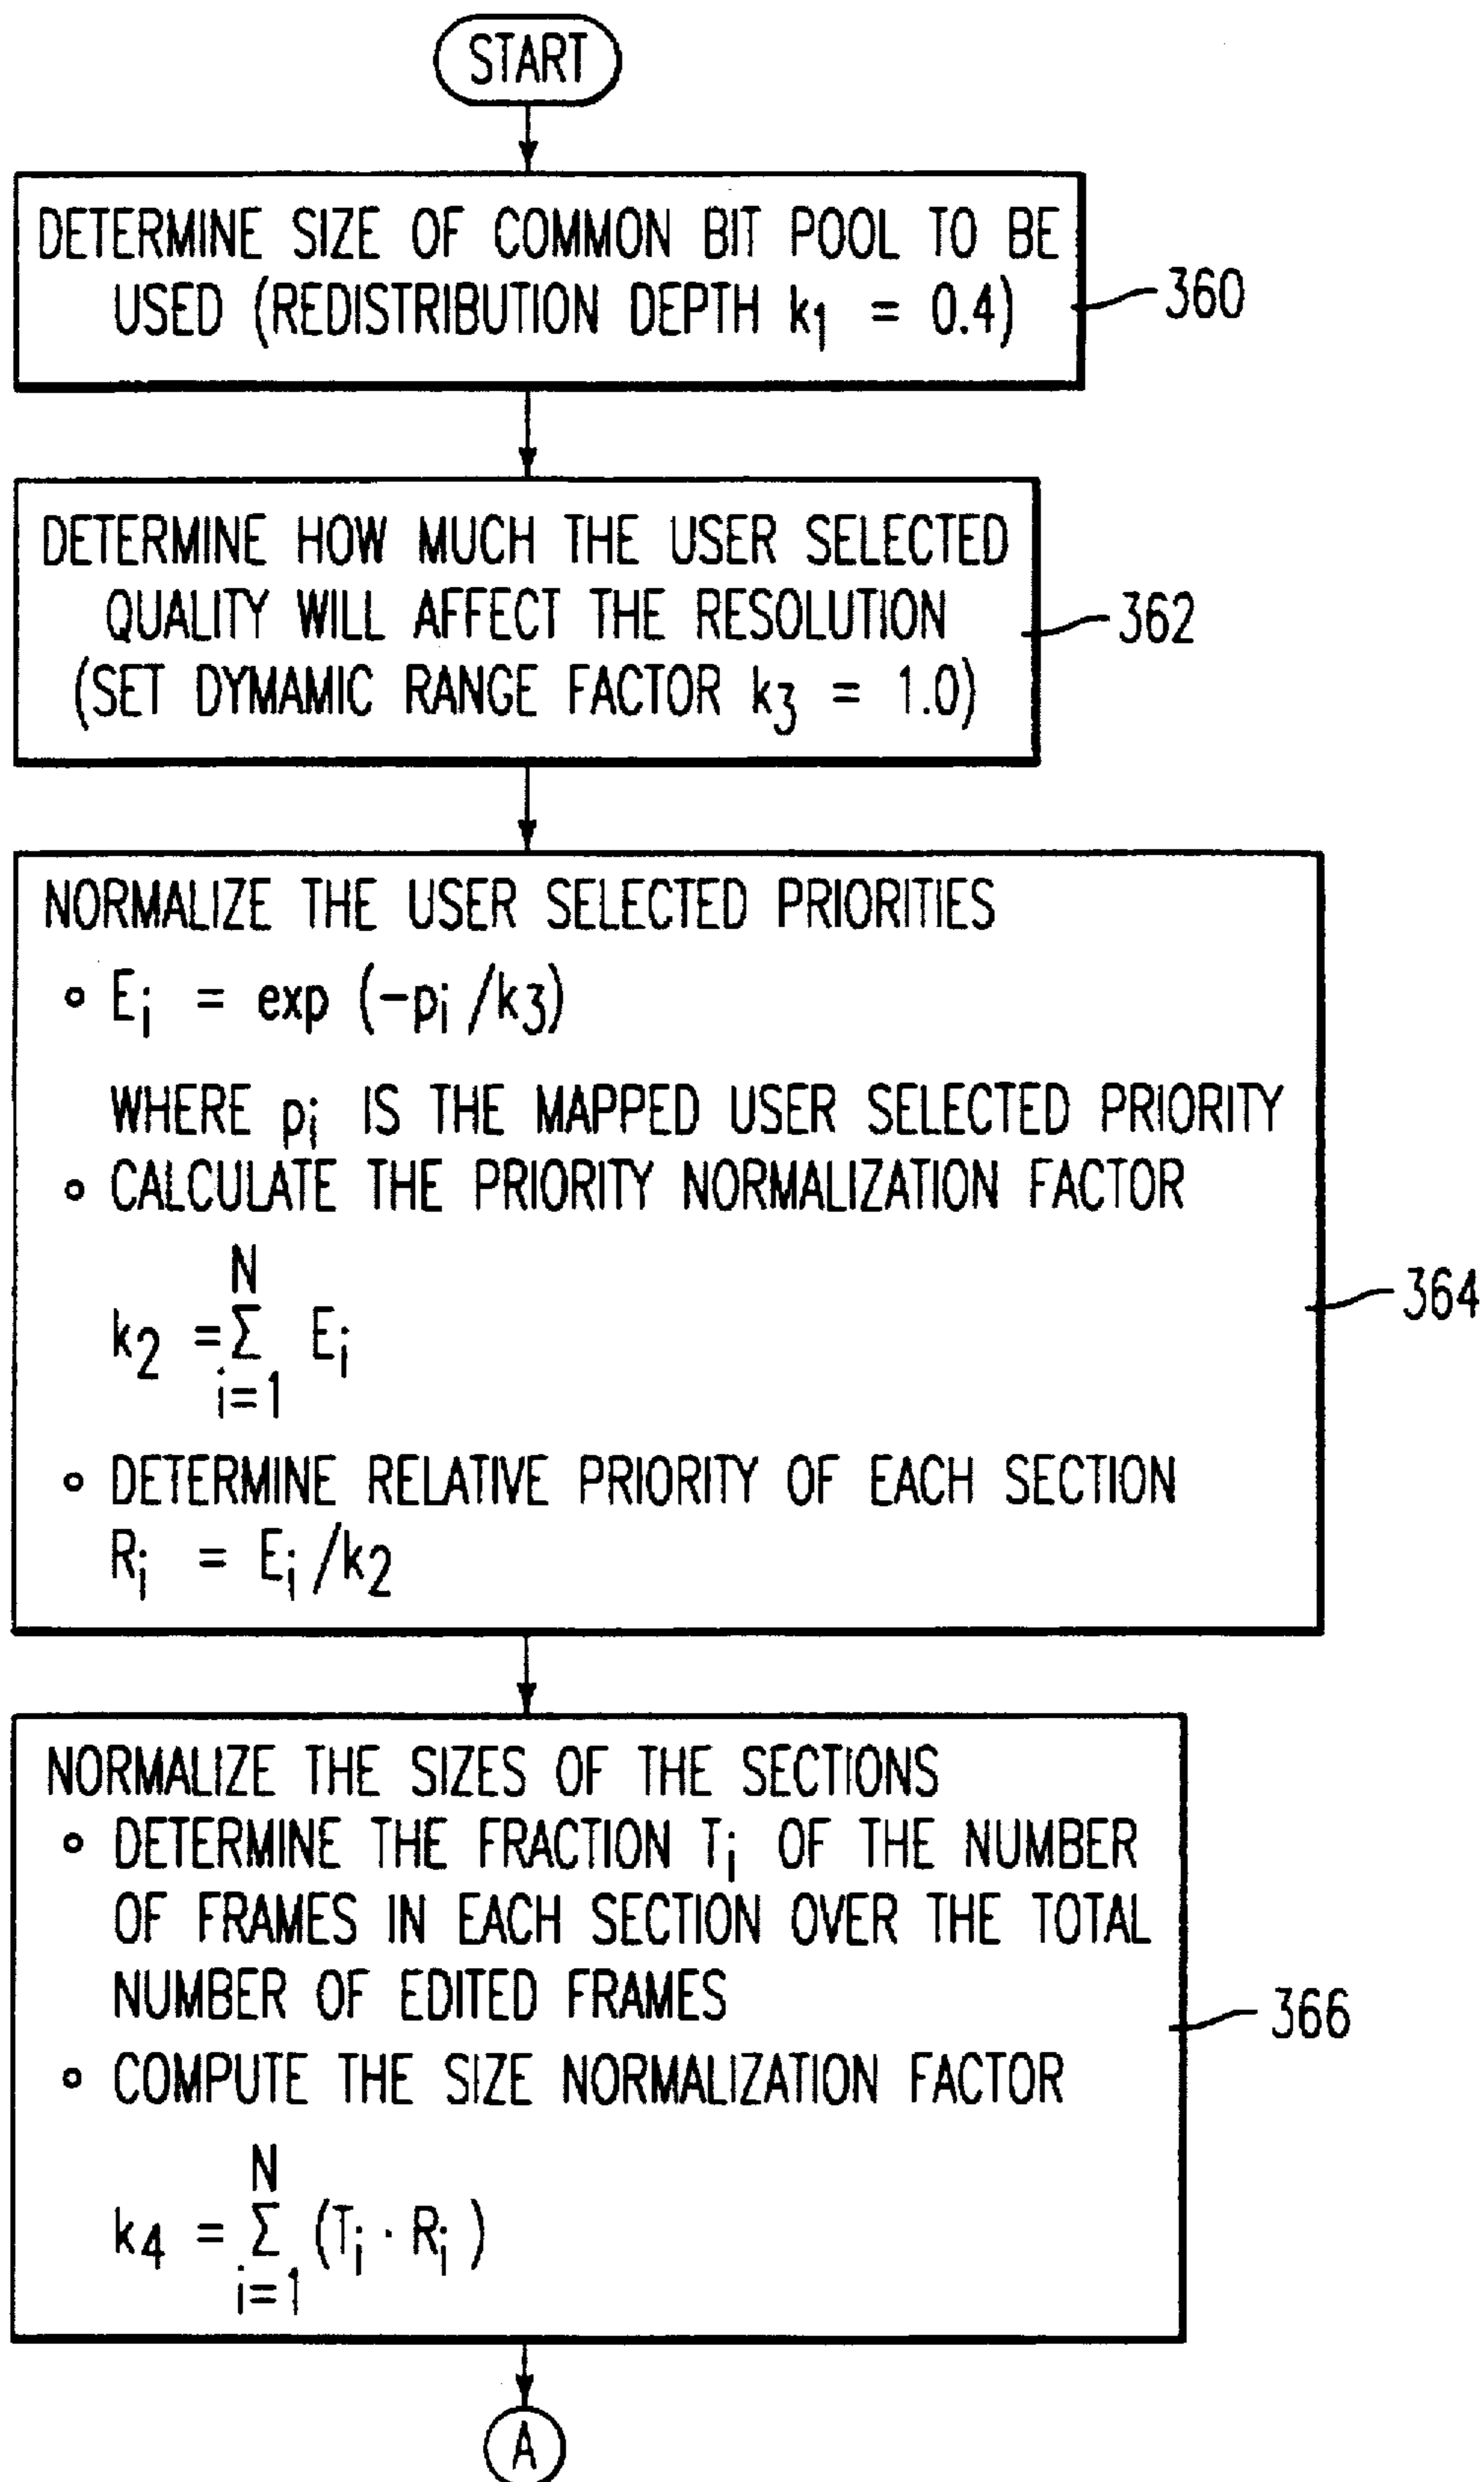 START
DETERMINE SIZE OF COMMON BIT POOL TO BE
USED (REDISTRIBUTION DEPTH k₁ = 0.4)
360
DETERMINE HOW MUCH THE USER SELECTED
QUALITY WILL AFFECT THE RESOLUTION
(SET DYMAMIC RANGE FACTOR k₃ = 1.0)
362
NORMALIZE THE USER SELECTED PRIORITIES
∘ Eᵢ = exp (-pᵢ/k₃)
WHERE pᵢ IS THE MAPPED USER SELECTED PRIORITY
∘ CALCULATE THE PRIORITY NORMALIZATION FACTOR
N
k₂ = Σ Eᵢ
i=1
364
∘ DETERMINE RELATIVE PRIORITY OF EACH SECTION
Rᵢ = Eᵢ/k₂
NORMALIZE THE SIZES OF THE SECTIONS
∘ DETERMINE THE FRACTION Tᵢ OF THE NUMBER
OF FRAMES IN EACH SECTION OVER THE TOTAL
NUMBER OF EDITED FRAMES
366
∘ COMPUTE THE SIZE NORMALIZATION FACTOR
N
k₄ = Σ (Tᵢ · Rᵢ)
i=1
A